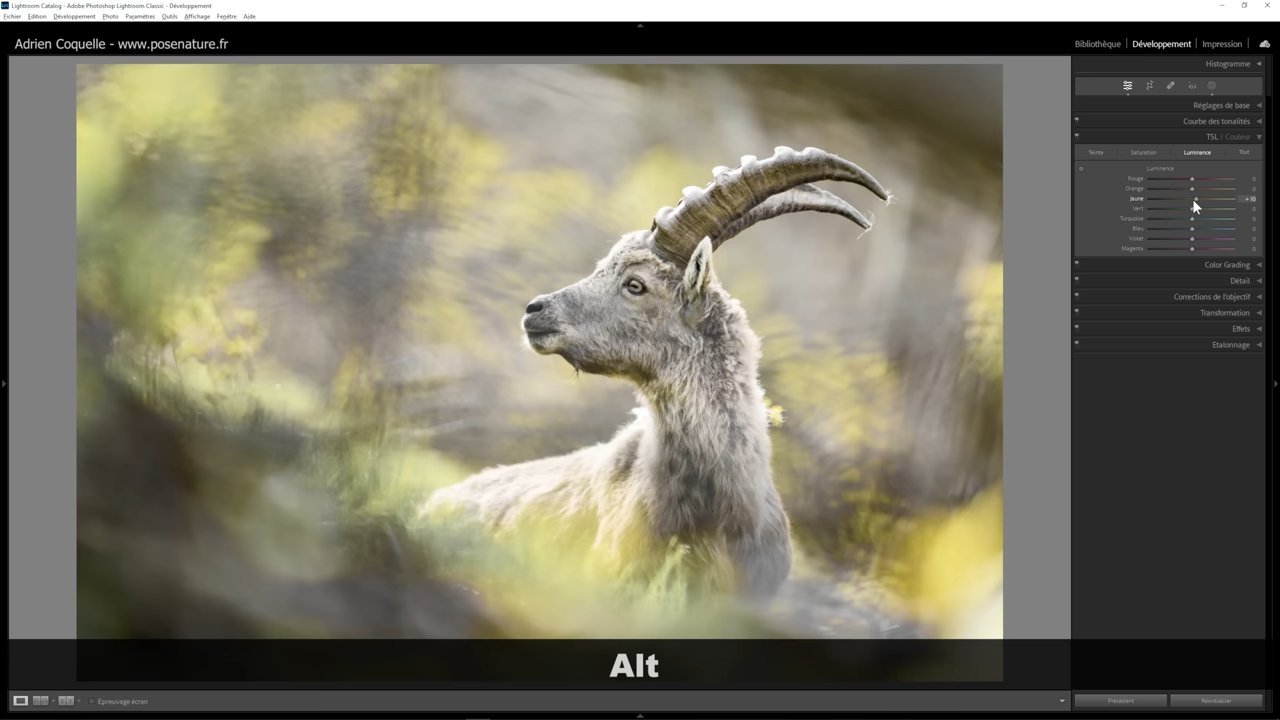 Lightroom Catalog - Adobe Photoshop Lightroom Classic - Développement
Fichier Edition Développement Photo Paramètres Outils Affichage Fenêtre Aide
Adrien Coquelle - www.posenature.fr
Bibliothèque | Développement | Impression |
Histogramme
Réglages de base
Courbe des tonalités
TSL / Couleur
Teinte Saturation Luminance Tout
Luminance
Rouge 0
Orange 0
Jaune + 10
Vert 0
Turquoise 0
Bleu 0
Violet 0
Magenta 0
Color Grading
Détail
Corrections de l'objectif
Transformation
Effets
Etalonnage
Alt
Epreuvage écran
Précédent Réinitialiser